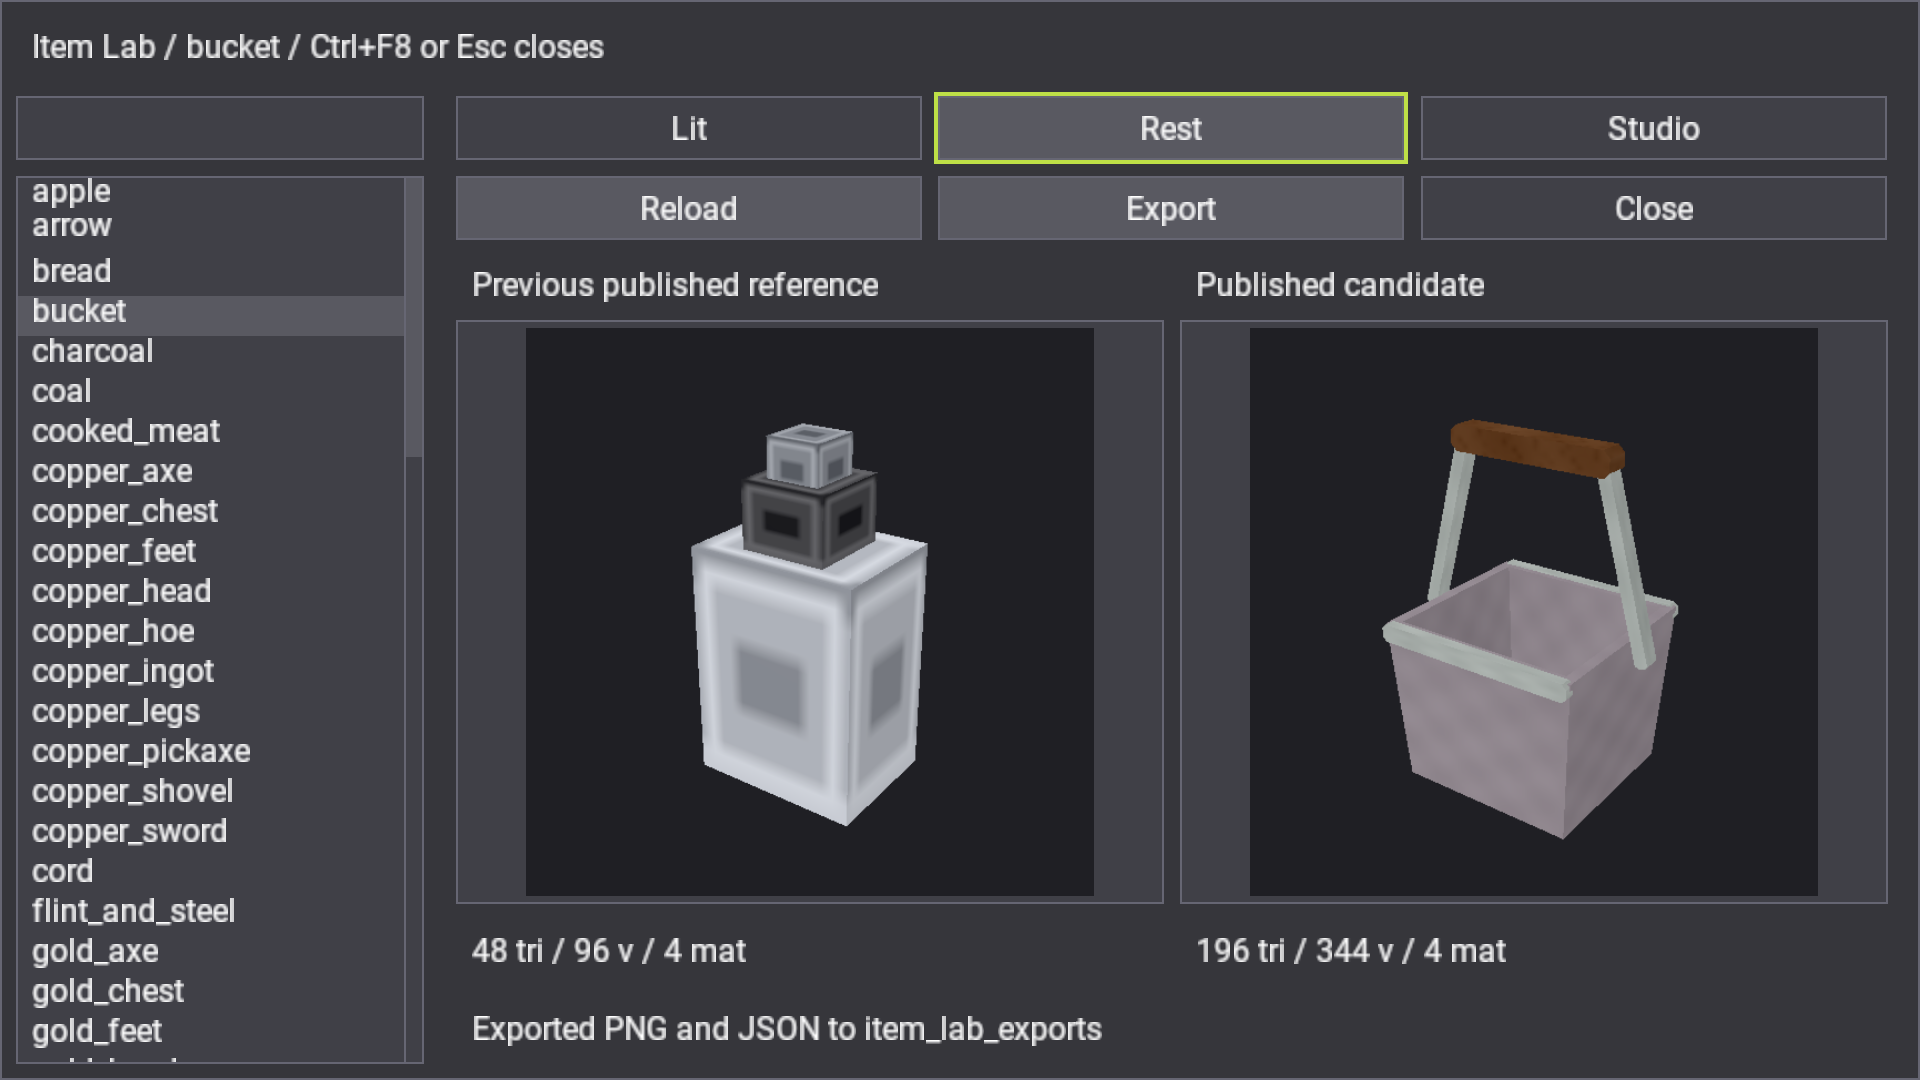 Item Lab / bucket / Ctrl+F8 or Esc closes
Lit
Rest
Studio
Reload
Export
Close
apple
arrow
bread
bucket
charcoal
coal
cooked_meat
copper_axe
copper_chest
copper_feet
copper_head
copper_hoe
copper_ingot
copper_legs
copper_pickaxe
copper_shovel
copper_sword
cord
flint_and_steel
gold_axe
gold_chest
gold_feet
Previous published reference
Published candidate
48 tri / 96 v / 4 mat
196 tri / 344 v / 4 mat
Exported PNG and JSON to item_lab_exports